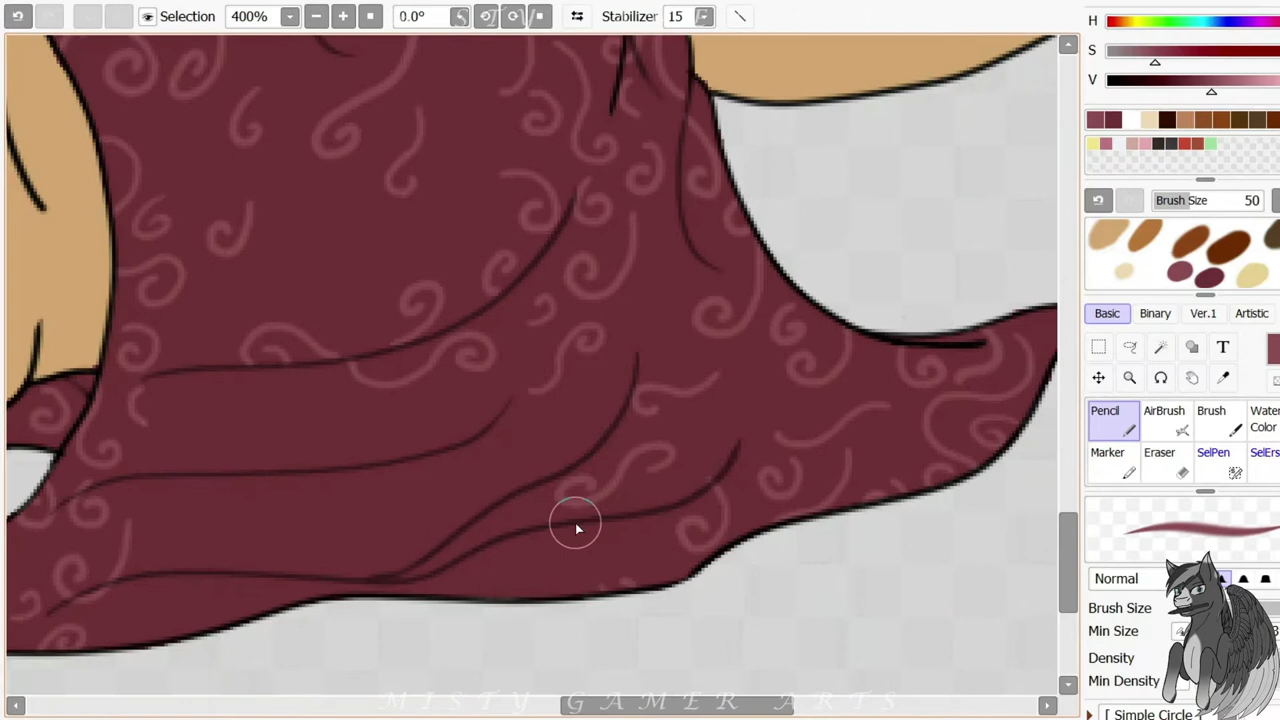 Selection 400% 0.0° Stabilizer 15
H
S
V
Brush Size 50
Basic Binary Ver.1 Artistic
T
Pencil AirBrush Brush Water Color
Marker Eraser SelPen SelErs
Normal
Brush Size
Min Size
Density
Min Density
[ Simple Circle
MISTY GAMER ARTS